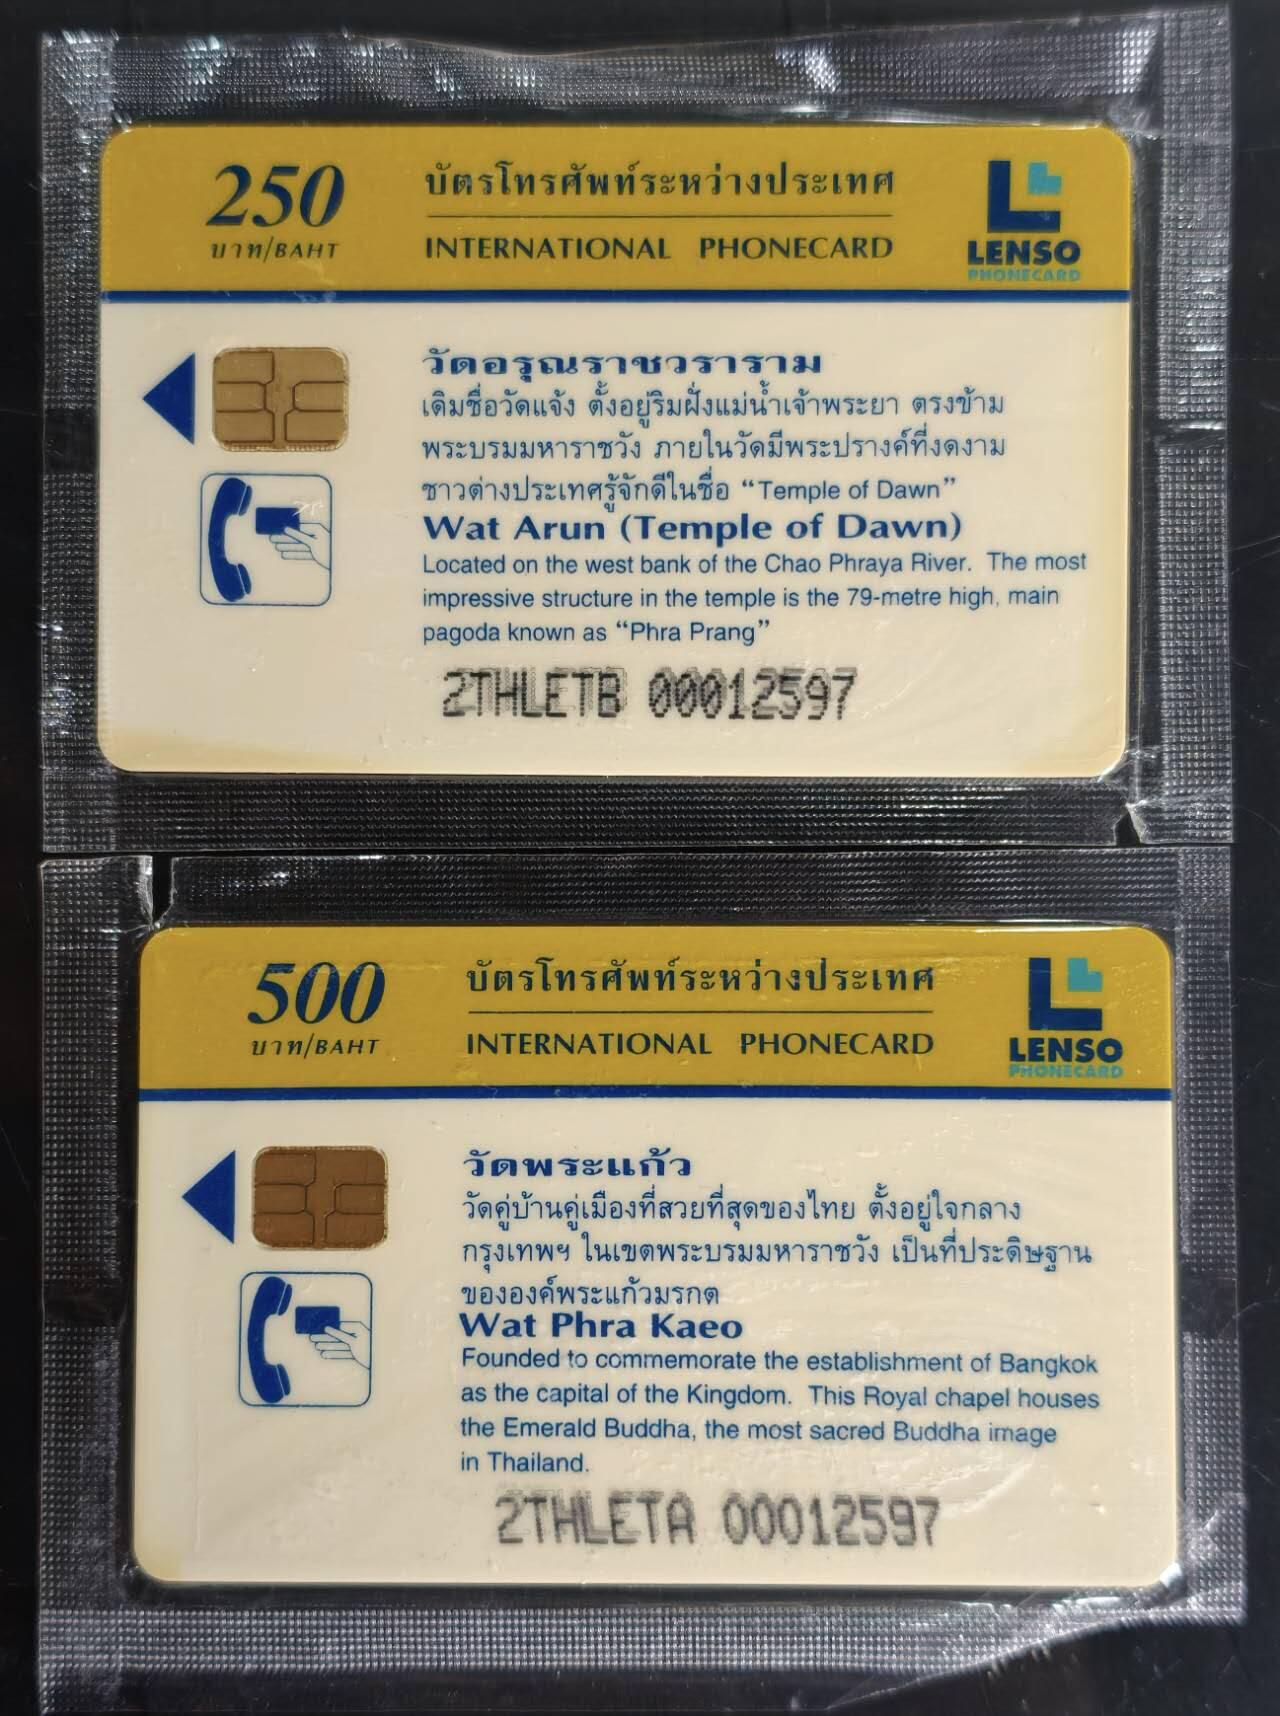 250
บาท/BAHT
บัตรโทรศัพท์ระหว่างประเทศ
INTERNATIONAL PHONECARD
LENSO
PHONECARD
วัดอรุณราชวราราม
เดิมชื่อวัดแจ้ง ตั้งอยู่ริมฝั่งแม่น้ำเจ้าพระยา ตรงข้าม
พระบรมมหาราชวัง ภายในวัดมีพระปรางค์ที่งดงาม
ชาวต่างประเทศรู้จักดีในชื่อ “Temple of Dawn”
Wat Arun (Temple of Dawn)
Located on the west bank of the Chao Phraya River. The most
impressive structure in the temple is the 79-metre high, main
pagoda known as “Phra Prang”
2THLETB 00012597
500
บาท/BAHT
บัตรโทรศัพท์ระหว่างประเทศ
INTERNATIONAL PHONECARD
LENSO
PHONECARD
วัดพระแก้ว
วัดคู่บ้านคู่เมืองที่สวยที่สุดของไทย ตั้งอยู่ใจกลาง
กรุงเทพฯ ในเขตพระบรมมหาราชวัง เป็นที่ประดิษฐาน
ขององค์พระแก้วมรกต
Wat Phra Kaeo
Founded to commemorate the establishment of Bangkok
as the capital of the Kingdom. This Royal chapel houses
the Emerald Buddha, the most sacred Buddha image
in Thailand.
2THLETA 00012597